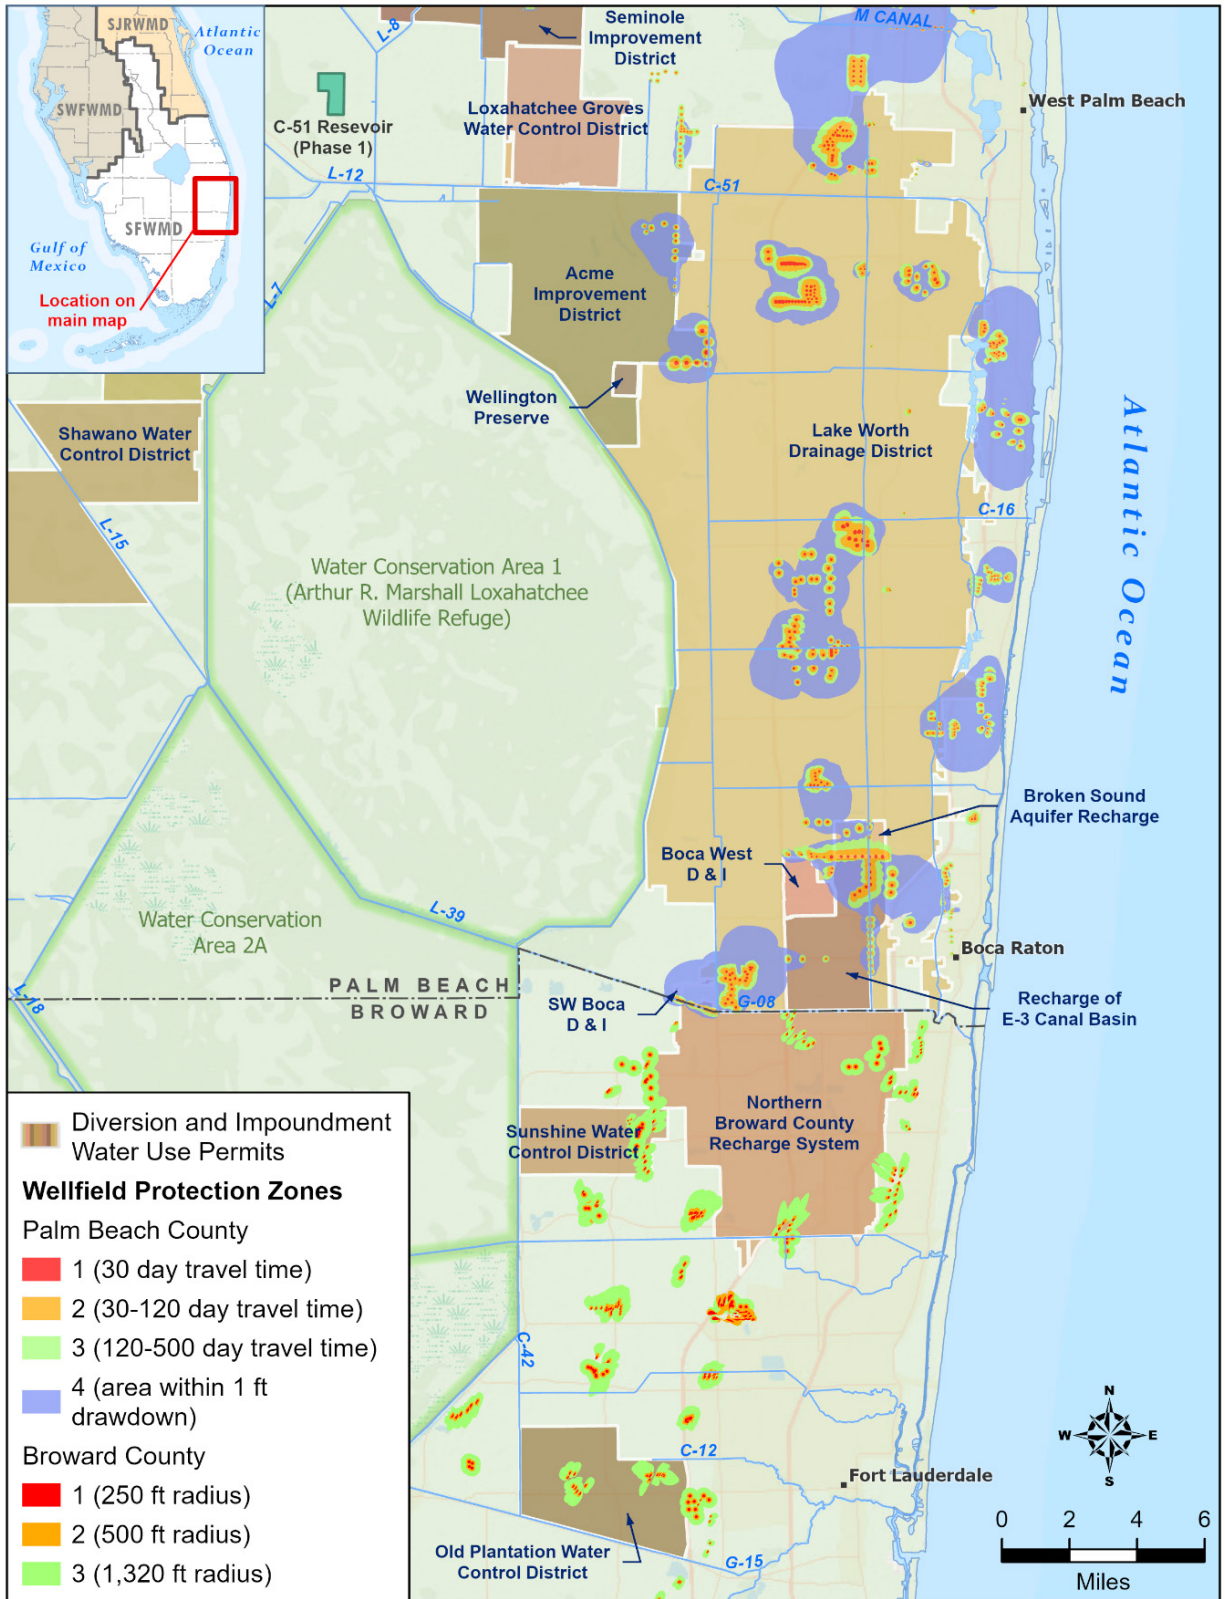 SJRWMD
Atlantic
Ocean
SWFWMD
SFWMD
Gulf of
Mexico
Location on
main map
L-8
Seminole
Improvement
District
M CANAL
C-51 Resevoir
(Phase 1)
Loxahatchee Groves
Water Control District
West Palm Beach
L-12
C-51
L-7
Acme
Improvement
District
Wellington
Preserve
Shawano Water
Control District
Lake Worth
Drainage District
Atlantic Ocean
L-15
C-16
Water Conservation Area 1
(Arthur R. Marshall Loxahatchee
Wildlife Refuge)
Broken Sound
Aquifer Recharge
Boca West
D & I
L-39
Water Conservation
Area 2A
Boca Raton
PALM BEACH
BROWARD
L-18
SW Boca
D & I
G-08
Recharge of
E-3 Canal Basin
Northern
Broward County
Recharge System
Sunshine Water
Control District
C-42
C-12
Fort Lauderdale
Old Plantation Water
Control District
G-15
Diversion and Impoundment
Water Use Permits
Wellfield Protection Zones
Palm Beach County
1 (30 day travel time)
2 (30-120 day travel time)
3 (120-500 day travel time)
4 (area within 1 ft
drawdown)
Broward County
1 (250 ft radius)
2 (500 ft radius)
3 (1,320 ft radius)
N
W E
S
0 2 4 6
Miles